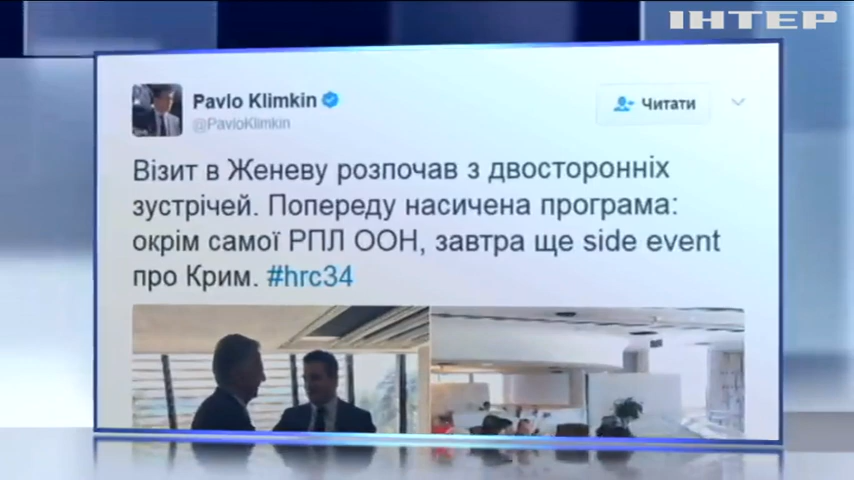 ІНТЕР
Pavlo Klimkin
@PavloKlimkin
Читати
Візит в Женеву розпочав з двосторонніх
зустрічей. Попереду насичена програма:
окрім самої РПЛ ООН, завтра ще side event
про Крим. #hrc34